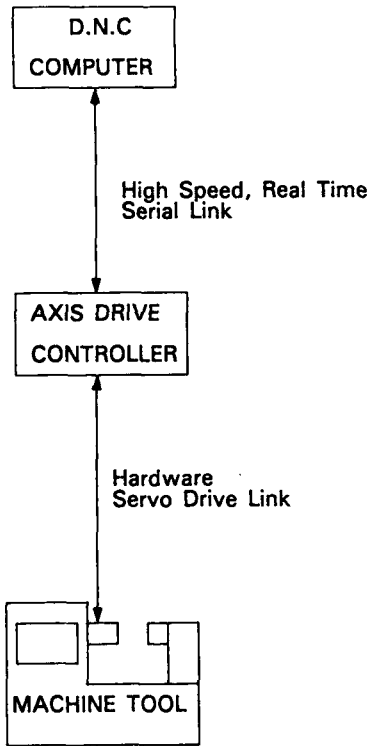 D.N.C
COMPUTER
High Speed, Real Time
Serial Link
AXIS DRIVE
CONTROLLER
Hardware
Servo Drive Link
MACHINE TOOL